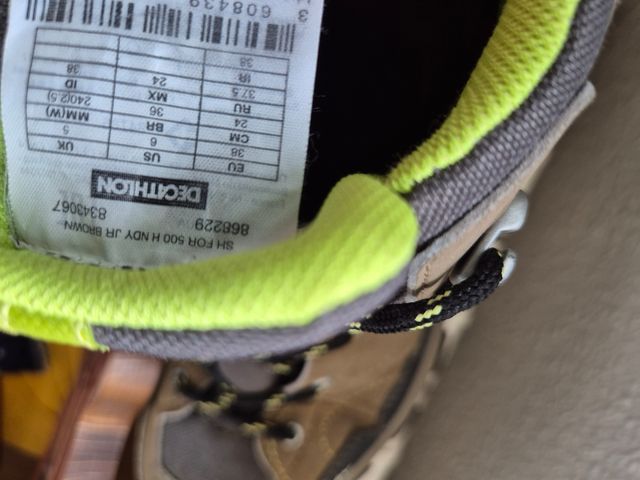 SH FOR 500 H NDY JR BROWN
868229 8343067
DECATHLON
EU US UK
38 6 5
CM BR MM(W)
24 36 240(2.5)
RU MX ID
37.5 24 38
IR
38
3 608439